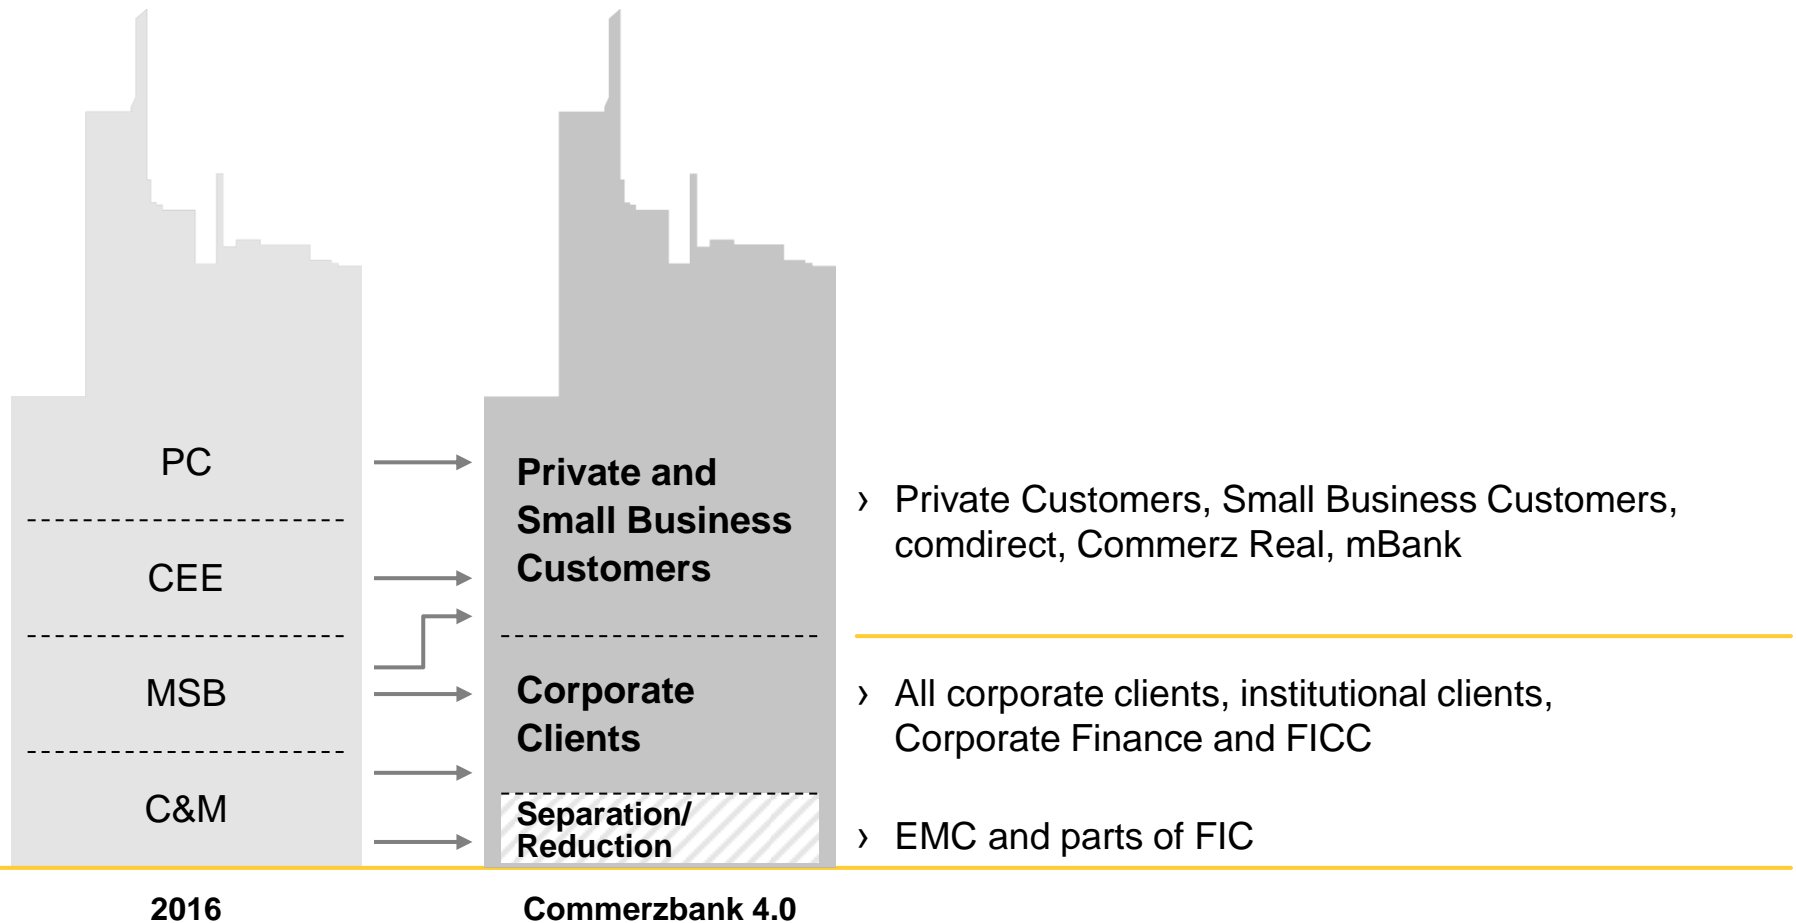 PC
CEE
MSB
C&M
Private and
Small Business
Customers
Corporate
Clients
Separation/
Reduction
› Private Customers, Small Business Customers,
comdirect, Commerz Real, mBank
› All corporate clients, institutional clients,
Corporate Finance and FICC
› EMC and parts of FIC
2016
Commerzbank 4.0